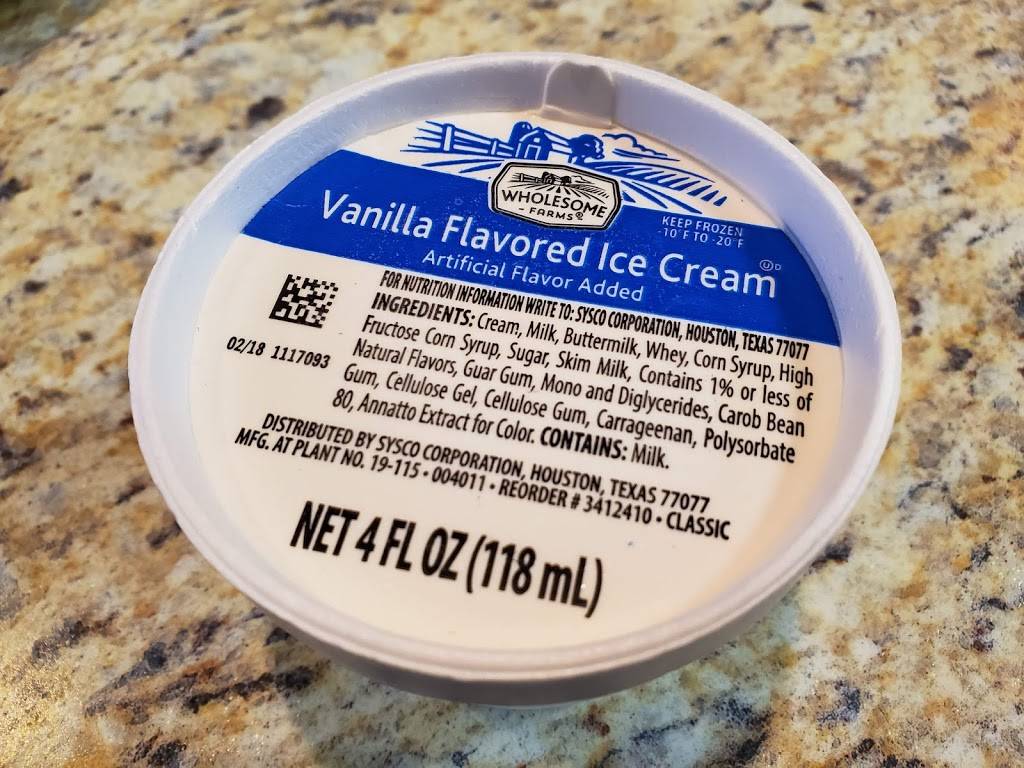 WHOLESOME
- FARMS®
KEEP FROZEN
-10°F TO -20°F
Vanilla Flavored Ice Cream
Ⓤ D
Artificial Flavor Added
FOR NUTRITION INFORMATION WRITE TO: SYSCO CORPORATION, HOUSTON, TEXAS 77077
INGREDIENTS: Cream, Milk, Buttermilk, Whey, Corn Syrup, High
Fructose Corn Syrup, Sugar, Skim Milk, Contains 1% or less of
Natural Flavors, Guar Gum, Mono and Diglycerides, Carob Bean
Gum, Cellulose Gel, Cellulose Gum, Carrageenan, Polysorbate
80, Annatto Extract for Color. CONTAINS: Milk.
02/18 1117093
DISTRIBUTED BY SYSCO CORPORATION, HOUSTON, TEXAS 77077
MFG. AT PLANT NO. 19-115 • 004011 • REORDER # 3412410 • CLASSIC
NET 4 FL OZ (118 mL)